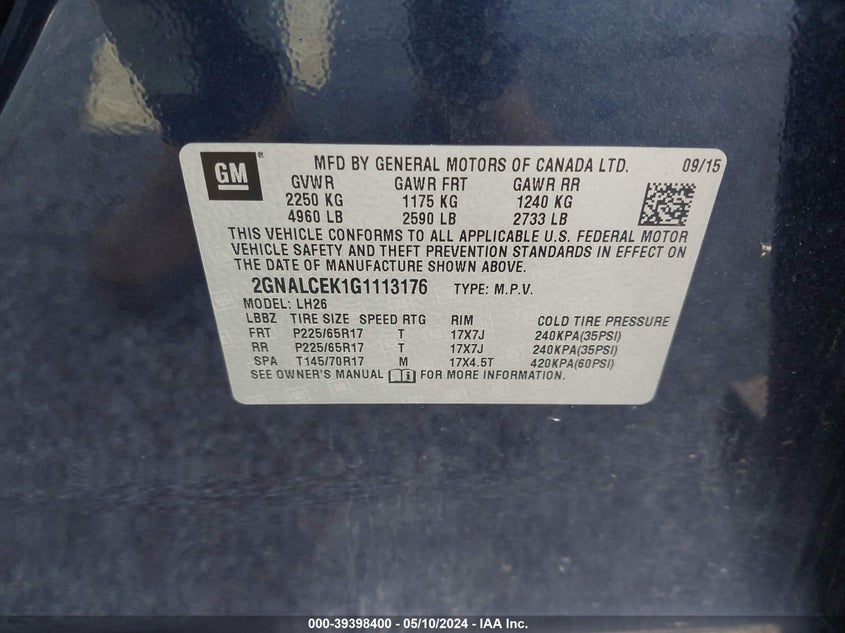 GM® MFD BY GENERAL MOTORS OF CANADA LTD. 09/15
GVWR GAWR FRT GAWR RR
2250 KG 1175 KG 1240 KG
4960 LB 2590 LB 2733 LB
THIS VEHICLE CONFORMS TO ALL APPLICABLE U.S. FEDERAL MOTOR
VEHICLE SAFETY AND THEFT PREVENTION STANDARDS IN EFFECT ON
THE DATE OF MANUFACTURE SHOWN ABOVE.
2GNALCEK1G1113176 TYPE: M.P.V.
MODEL: LH26
LBBZ TIRE SIZE SPEED RTG RIM COLD TIRE PRESSURE
FRT P225/65R17 T 17X7J 240KPA(35PSI)
RR P225/65R17 T 17X7J 240KPA(35PSI)
SPA T145/70R17 M 17X4.5T 420KPA(60PSI)
SEE OWNER'S MANUAL FOR MORE INFORMATION.
000-39398400 - 05/10/2024 - IAA Inc.